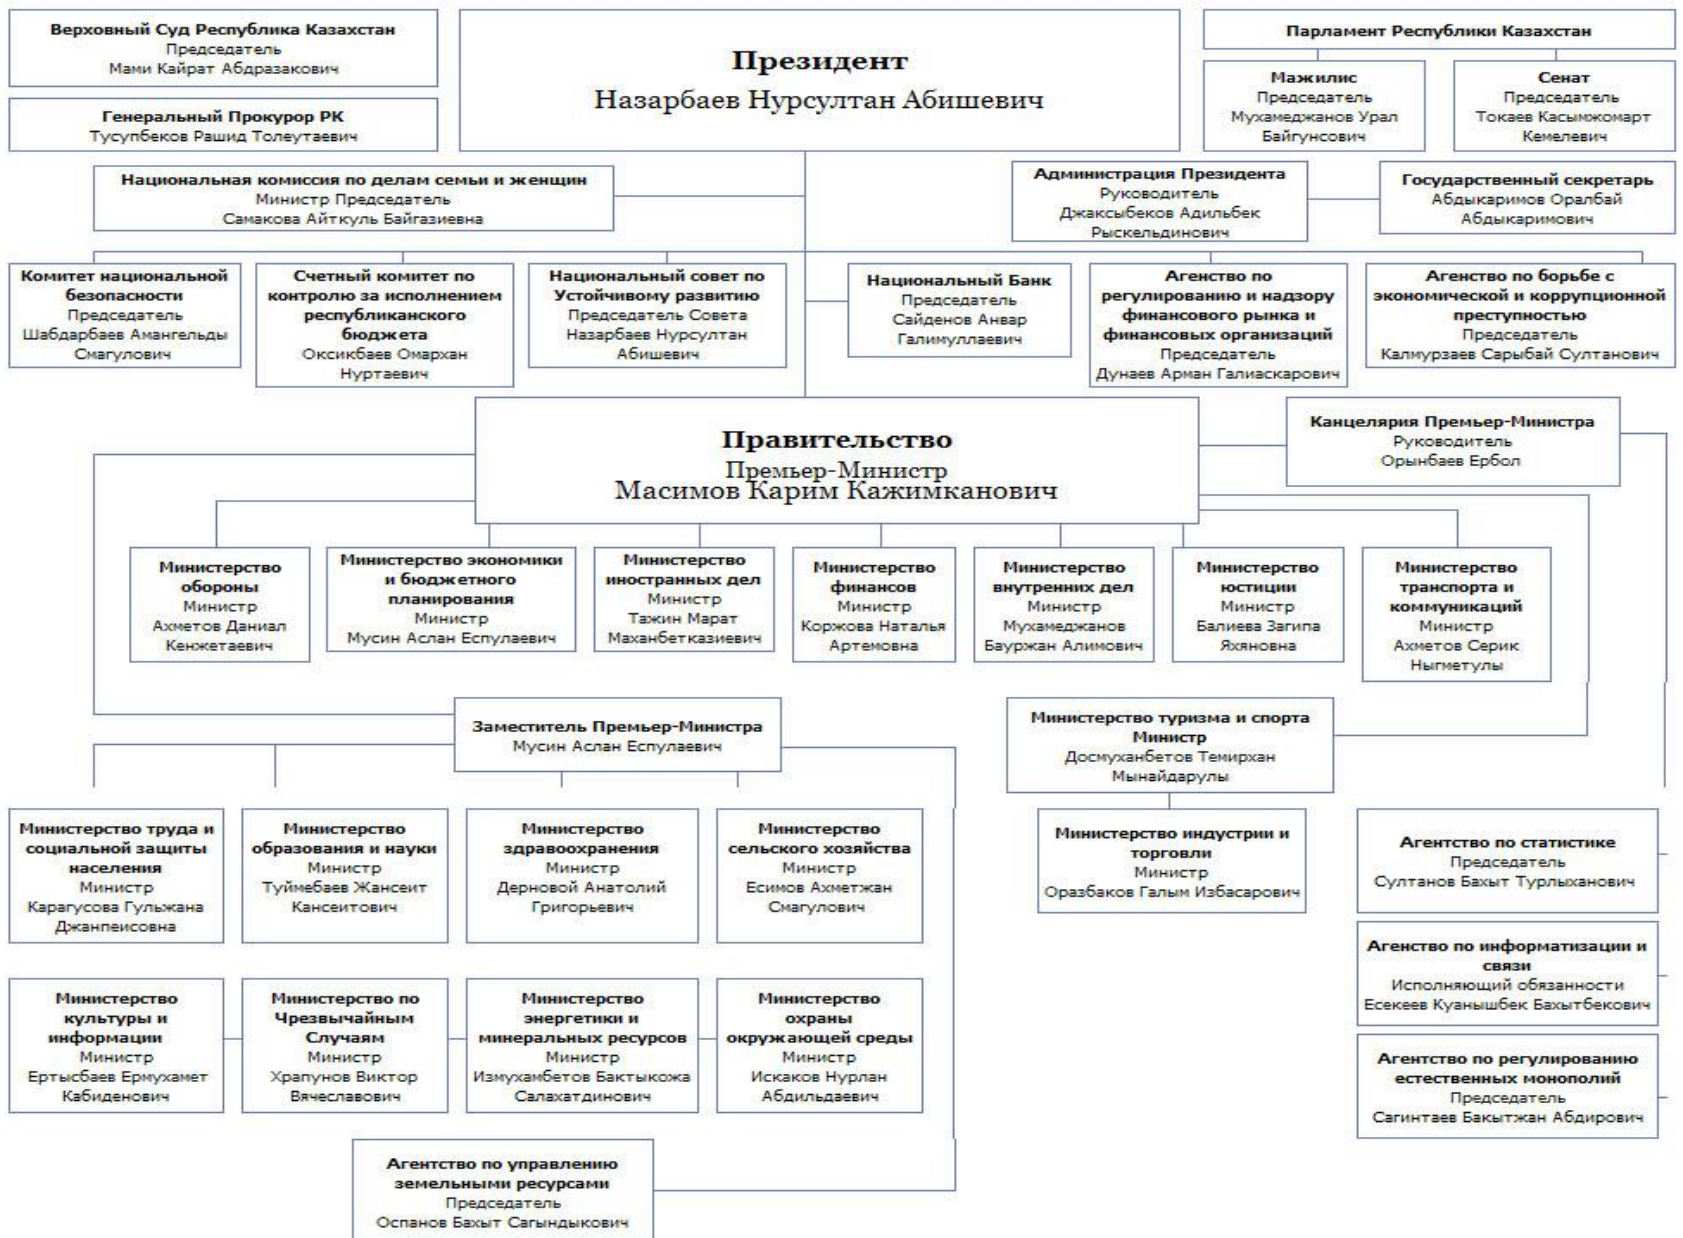 Верховный Суд Республика Казахстан
Председатель
Мами Кайрат Абдразакович
Генеральный Прокурор РК
Тусупбеков Рашид Толеутаевич
Президент
Назарбаев Нурсултан Абишевич
Парламент Республики Казахстан
Мажилис
Председатель
Мухамеджанов Урал
Байгунсович
Сенат
Председатель
Токаев Касымжомарт
Кемелевич
Национальная комиссия по делам семьи и женщин
Министр Председатель
Самакова Айткуль Байгазиевна
Администрация Президента
Руководитель
Джаксыбеков Адильбек
Рыскельдинович
Государственный секретарь
Абдыкаримов Оралбай
Абдыкаримович
Комитет национальной
безопасности
Председатель
Шабдарбаев Амангельды
Смагулович
Счетный комитет по
контролю за исполнением
республиканского
бюджета
Оксикбаев Омархан
Нуртаевич
Национальный совет по
Устойчивому развитию
Председатель Совета
Назарбаев Нурсултан
Абишевич
Национальный Банк
Председатель
Сайденов Анвар
Галимуллаевич
Агенство по
регулированию и надзору
финансового рынка и
финансовых организаций
Председатель
Дунаев Арман Галиаскарович
Агенство по борьбе с
экономической и коррупционной
преступностью
Председатель
Калмурзаев Сарыбай Султанович
Правительство
Премьер-Министр
Масимов Карим Кажимканович
Канцелярия Премьер-Министра
Руководитель
Орынбаев Ербол
Министерство
обороны
Министр
Ахметов Даниал
Кенжетаевич
Министерство экономики
и бюджетного
планирования
Министр
Мусин Аслан Еспулаевич
Министерство
иностранных дел
Министр
Тажин Марат
Маханбетказиевич
Министерство
финансов
Министр
Коржова Наталья
Артемовна
Министерство
внутренних дел
Министр
Мухамеджанов
Бауржан Алимович
Министерство
юстиции
Министр
Балиева Загипа
Яхяновна
Министерство
транспорта и
коммуникаций
Министр
Ахметов Серик
Ныгметулы
Заместитель Премьер-Министра
Мусин Аслан Еспулаевич
Министерство туризма и спорта
Министр
Досмуханбетов Темирхан
Мынайдарулы
Министерство труда и
социальной защиты
населения
Министр
Карагусова Гульжана
Джанпеисовна
Министерство
образования и науки
Министр
Туймебаев Жансеит
Кансеитович
Министерство
здравоохранения
Министр
Дерновой Анатолий
Григорьевич
Министерство
сельского хозяйства
Министр
Есимов Ахметжан
Смагулович
Министерство индустрии и
торговли
Министр
Оразбаков Галым Избасарович
Агентство по статистике
Председатель
Султанов Бахыт Турлыханович
Агенство по информатизации и
связи
Исполняющий обязанности
Есекеев Куанышбек Бахытбекович
Министерство
культуры и
информации
Министр
Ертысбаев Ермухамет
Кабиденович
Министерство по
Чрезвычайным
Случаям
Министр
Храпунов Виктор
Вячеславович
Министерство
энергетики и
минеральных ресурсов
Министр
Измухамбетов Бактыкожа
Салахатдинович
Министерство
охраны
окружающей среды
Министр
Искаков Нурлан
Абдильдаевич
Агентство по регулированию
естественных монополий
Председатель
Сагинтаев Бакытжан Абдирович
Агентство по управлению
земельными ресурсами
Председатель
Оспанов Бахыт Сагындыкович